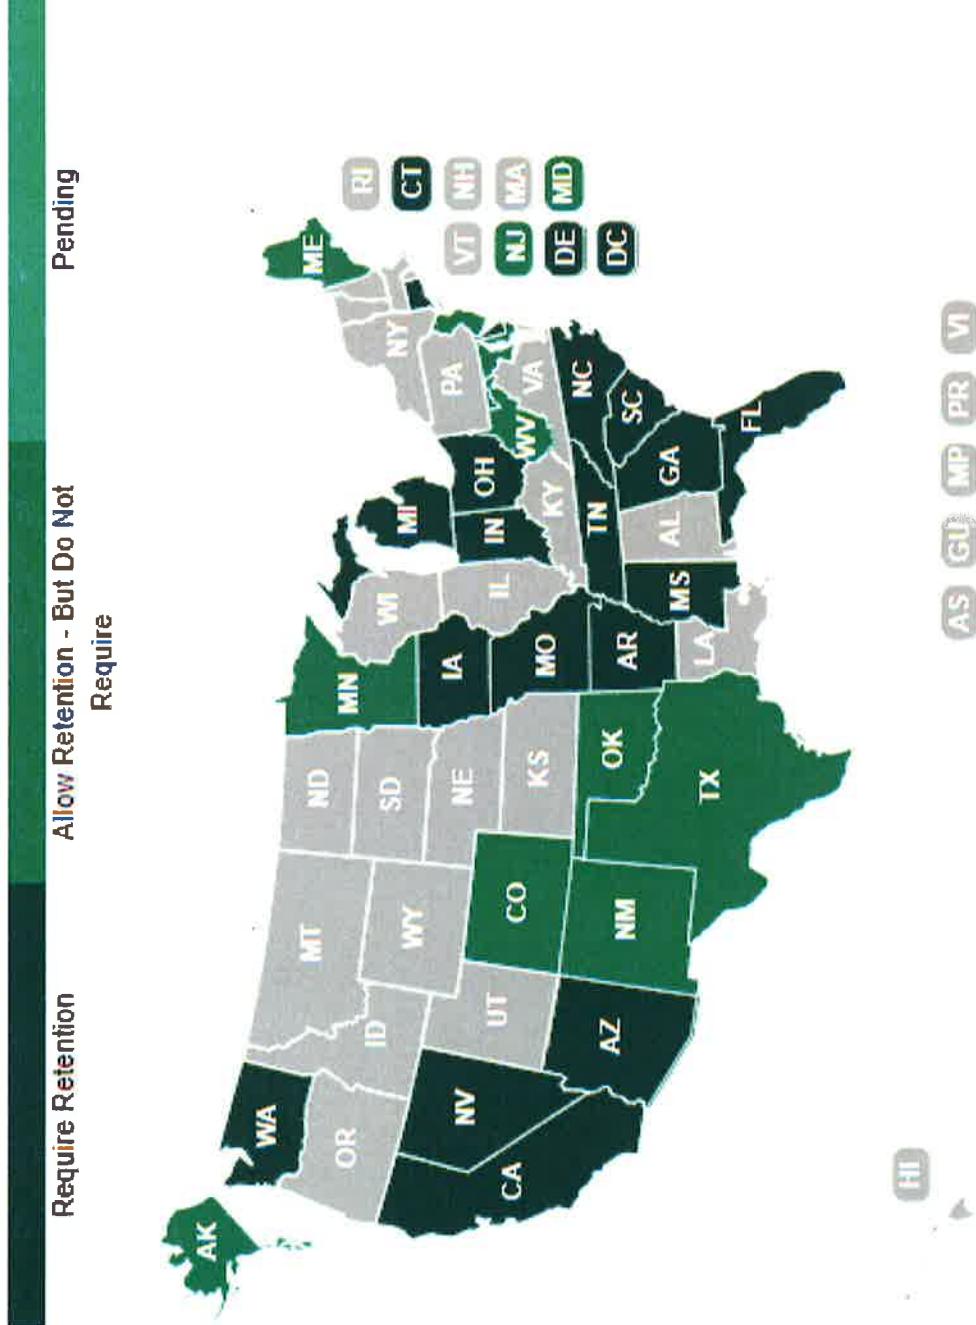 Require Retention
Allow Retention - But Do Not
Require
Pending
AK
WA
OR
CA
NV
ID
MT
WY
UT
AZ
CO
NM
ND
SD
NE
KS
OK
TX
MN
IA
MO
AR
LA
WI
IL
MS
MI
IN
OH
KY
TN
AL
GA
FL
SC
NC
VA
WV
PA
NY
ME
VT
NH
RI
CT
MA
NJ
MD
DE
DC
HI
AS
GU
MP
PR
VI